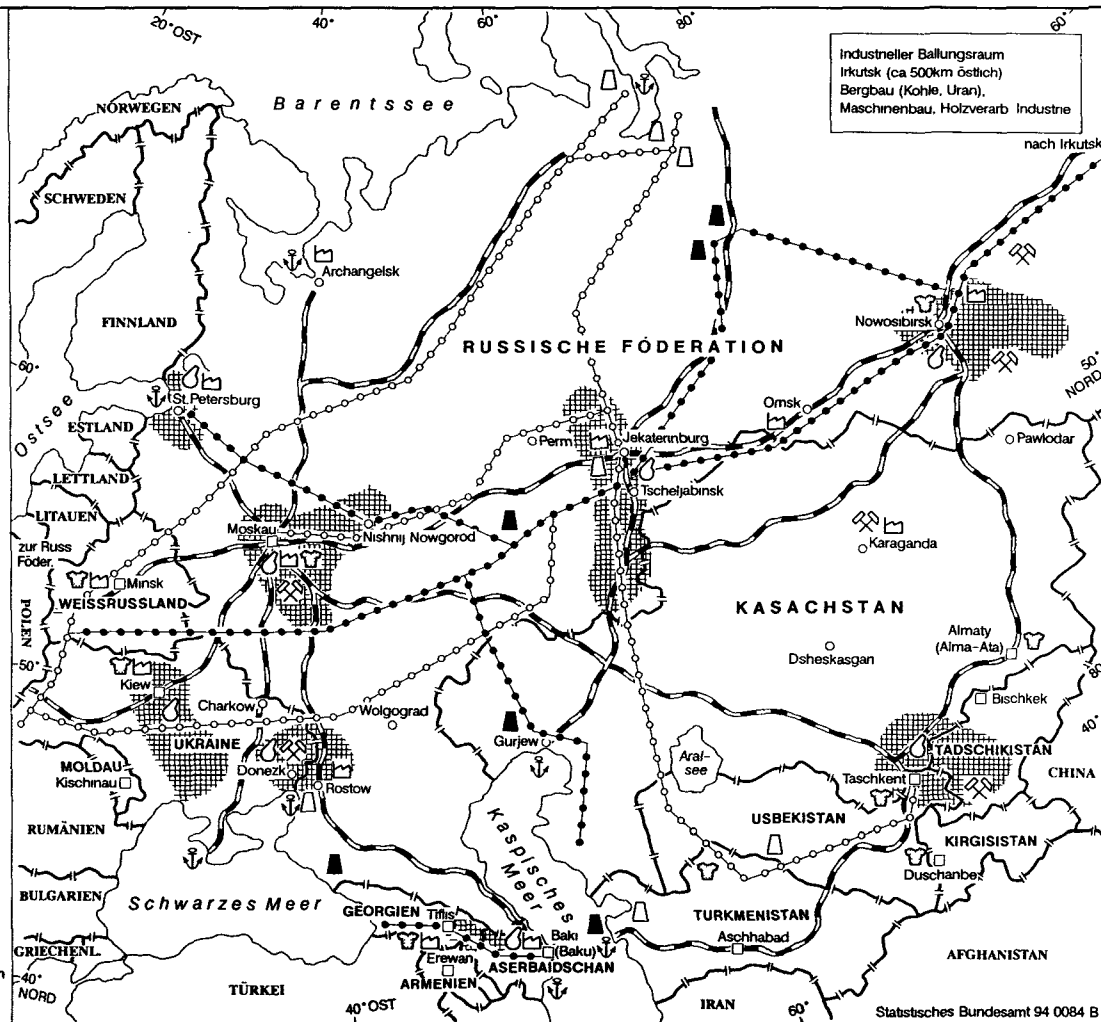 20° OST
40°
60°
80°
60°
Industrieller Ballungsraum
Irkutsk (ca 500km östlich)
Bergbau (Kohle, Uran),
Maschinenbau, Holzverarb Industrie
nach Irkutsk
Barentssee
NORWEGEN
SCHWEDEN
FINNLAND
Archangelsk
RUSSISCHE FÖDERATION
Nowosibirsk
60°
50°
NORD
Ostsee
St.Petersburg
ESTLAND
LETTLAND
LITAUEN
zur Russ
Föder.
Perm
Jekaterinburg
Omsk
Pawlodar
Tscheljabinsk
Moskau
Nishnij Nowgorod
Karaganda
Minsk
WEISSRUSSLAND
POLEN
KASACHSTAN
Almaty
(Alma-Ata)
Dsheskasgan
50°
80°
Kiew
Bischkek
Charkow
Wolgograd
40°
UKRAINE
Gurjew
Aral-
see
TADSCHIKISTAN
MOLDAU
Kischinau
Donezk
Rostow
Taschkent
CHINA
RUMÄNIEN
USBEKISTAN
KIRGISISTAN
Kaspisches
Meer
Duschanbe
BULGARIEN
Schwarzes Meer
GEORGIEN
Tiflis
TURKMENISTAN
Aschhabad
GRIECHENL.
Baki
(Baku)
Erewan
ASERBAIDSCHAN
ARMENIEN
AFGHANISTAN
40°
NORD
TÜRKEI
40° OST
IRAN
60°
Statistisches Bundesamt 94 0084 B